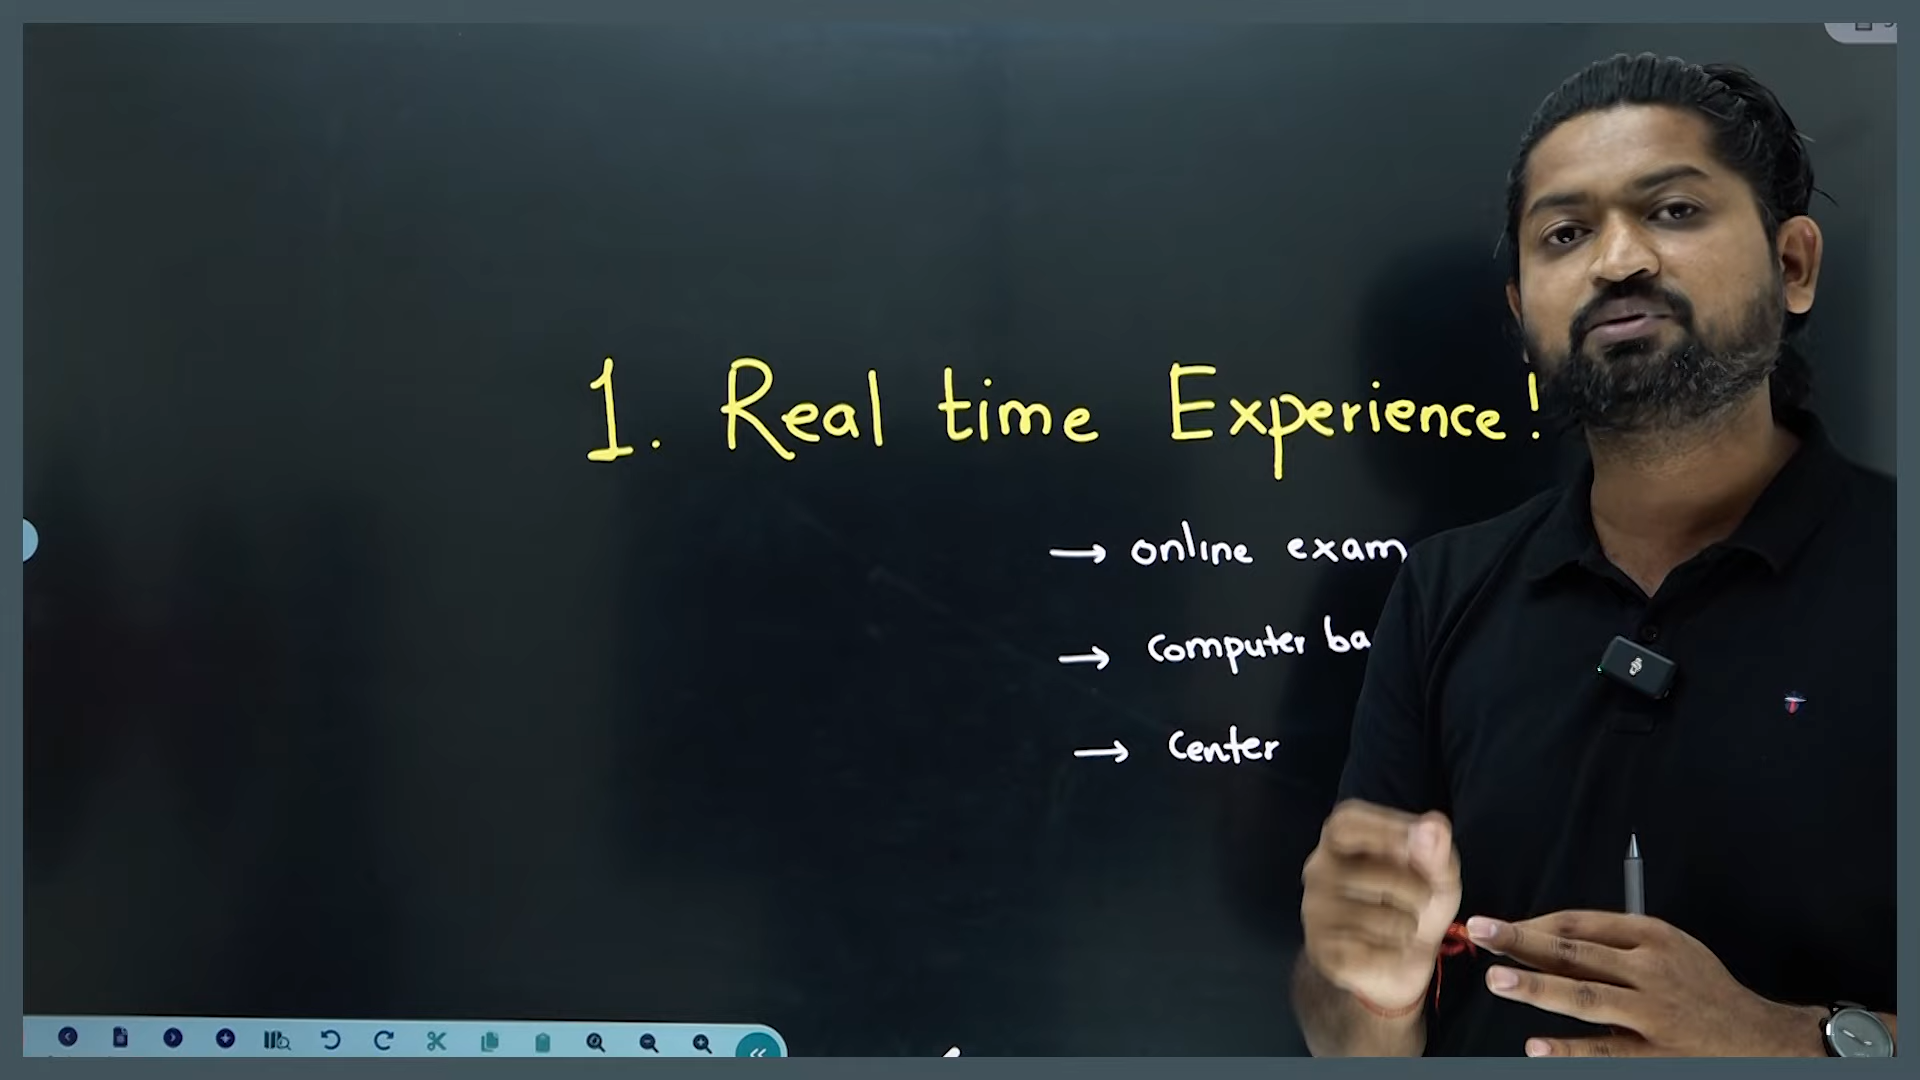 1. Real time Experience!
→ online exam
→ computer ba
→ center